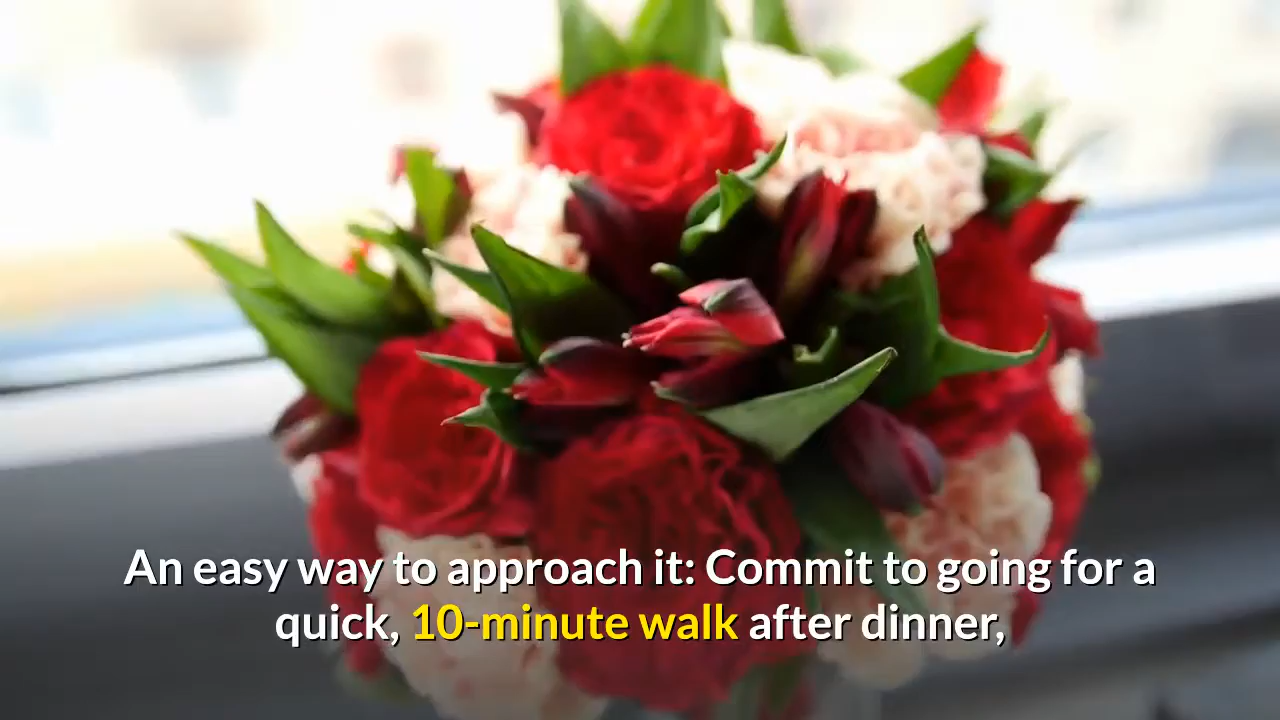 An easy way to approach it: Commit to going for a
quick, 10-minute walk after dinner,